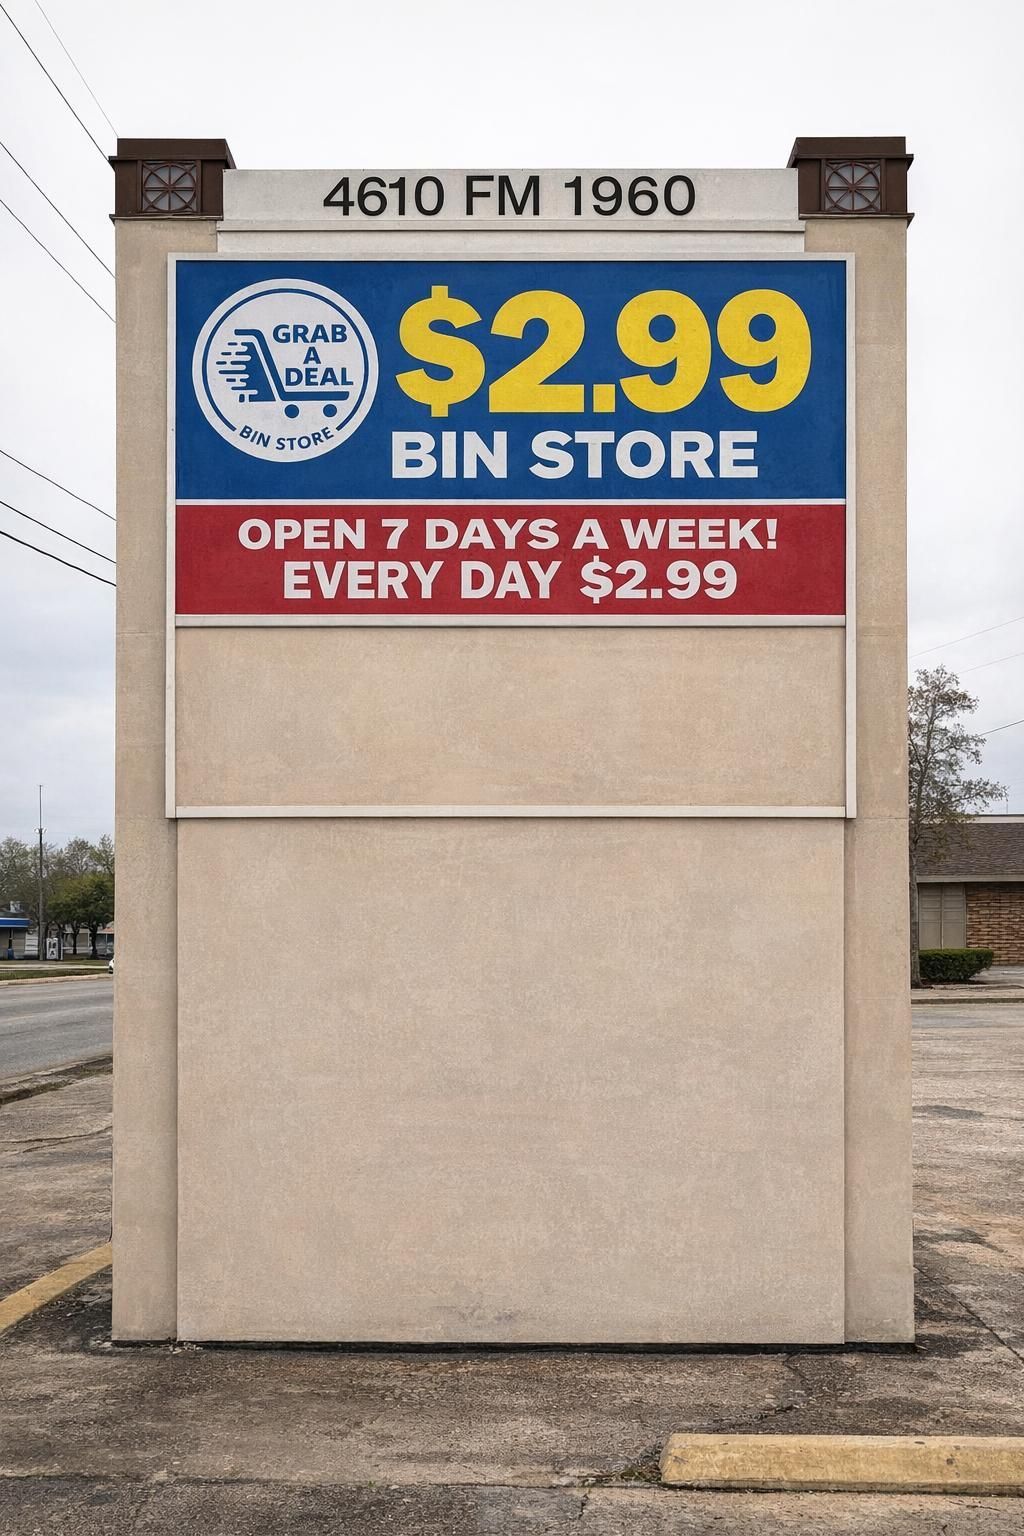 4610 FM 1960
GRAB
A
DEAL
BIN STORE
$2.99
BIN STORE
OPEN 7 DAYS A WEEK!
EVERY DAY $2.99